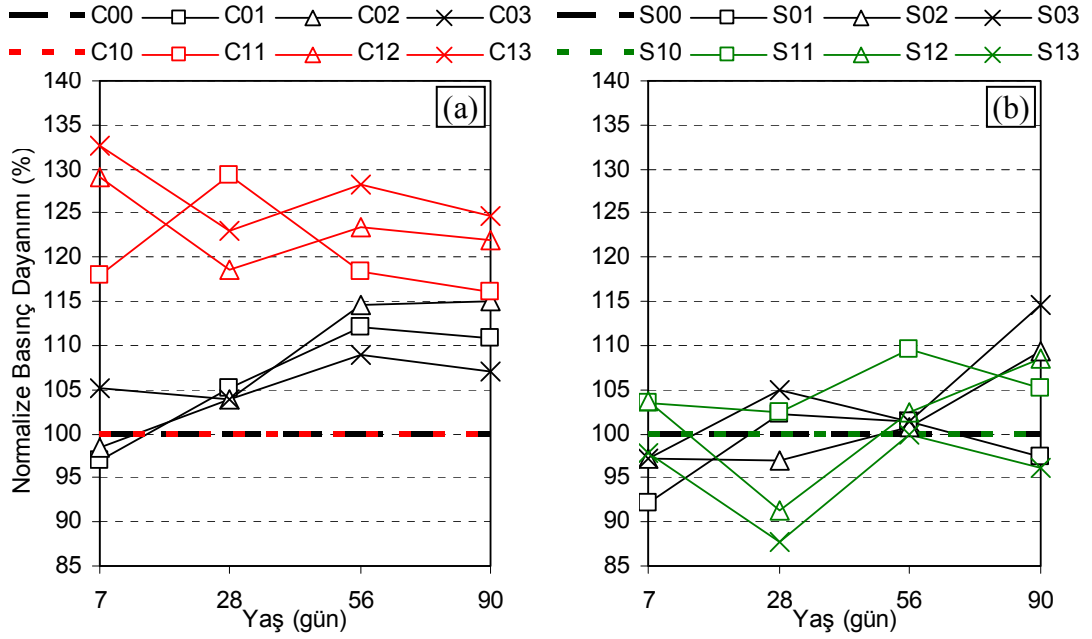 C00 C01 C02 C03 S00 S01 S02 S03
C10 C11 C12 C13 S10 S11 S12 S13
Normalize Basınç Dayanımı (%)
140
135
130
125
120
115
110
105
100
95
90
85
(a)
7 28 56 90
Yaş (gün)
140
135
130
125
120
115
110
105
100
95
90
85
(b)
7 28 56 90
Yaş (gün)